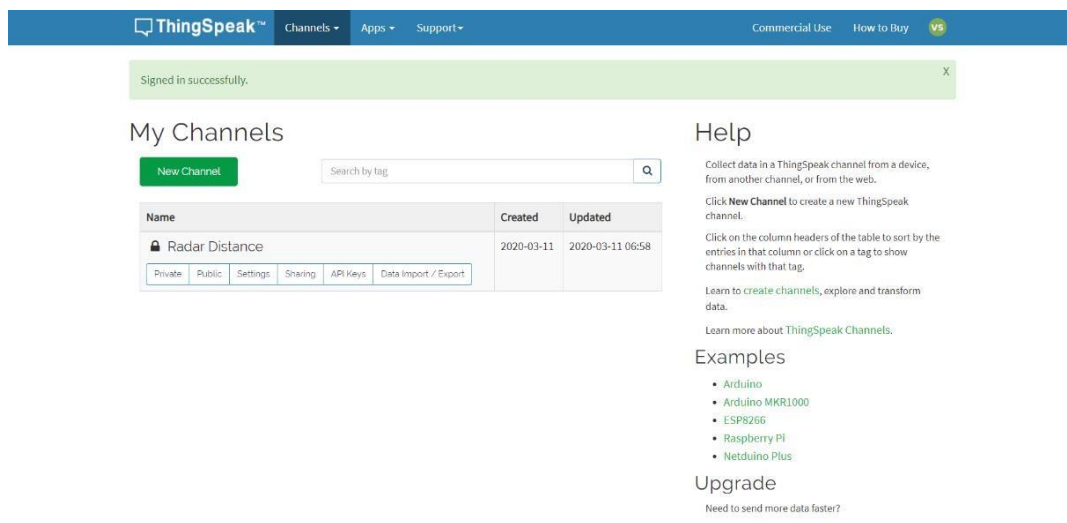 ThingSpeak™ Channels Apps Support Commercial Use How to Buy VS
Signed in successfully. X
My Channels
New Channel Search by tag
Name Created Updated
Radar Distance 2020-03-11 2020-03-11 06:58
Private Public Settings Sharing API Keys Data Import / Export
Help
Collect data in a ThingSpeak channel from a device,
from another channel, or from the web.
Click New Channel to create a new ThingSpeak
channel.
Click on the column headers of the table to sort by the
entries in that column or click on a tag to show
channels with that tag.
Learn to create channels, explore and transform
data.
Learn more about ThingSpeak Channels.
Examples
• Arduino
• Arduino MKR1000
• ESP8266
• Raspberry Pi
• Netduino Plus
Upgrade
Need to send more data faster?